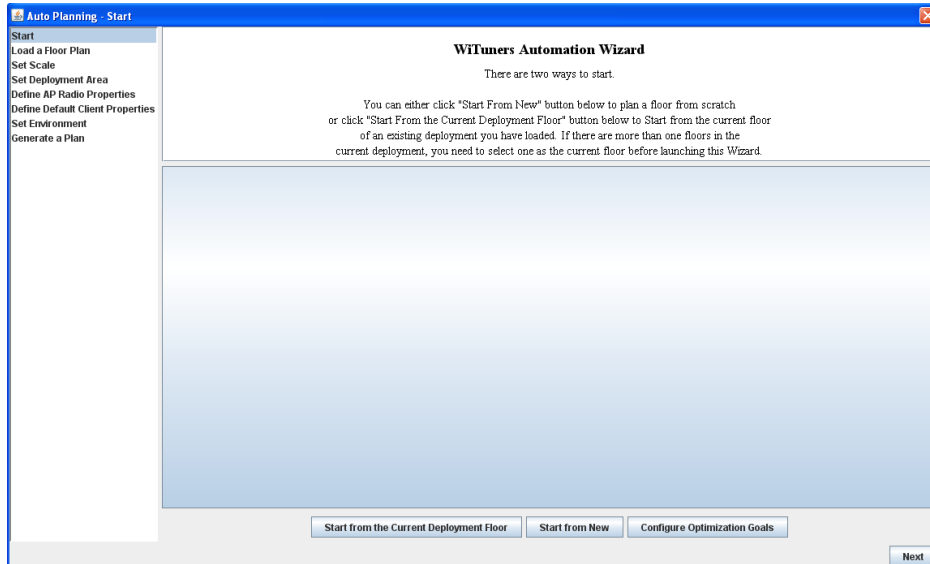 Auto Planning - Start
Start
Load a Floor Plan
Set Scale
Set Deployment Area
Define AP Radio Properties
Define Default Client Properties
Set Environment
Generate a Plan
WiTuners Automation Wizard
There are two ways to start.
You can either click "Start From New" button below to plan a floor from scratch
or click "Start From the Current Deployment Floor" button below to Start from the current floor
of an existing deployment you have loaded. If there are more than one floors in the
current deployment, you need to select one as the current floor before launching this Wizard.
Start from the Current Deployment Floor
Start from New
Configure Optimization Goals
Next